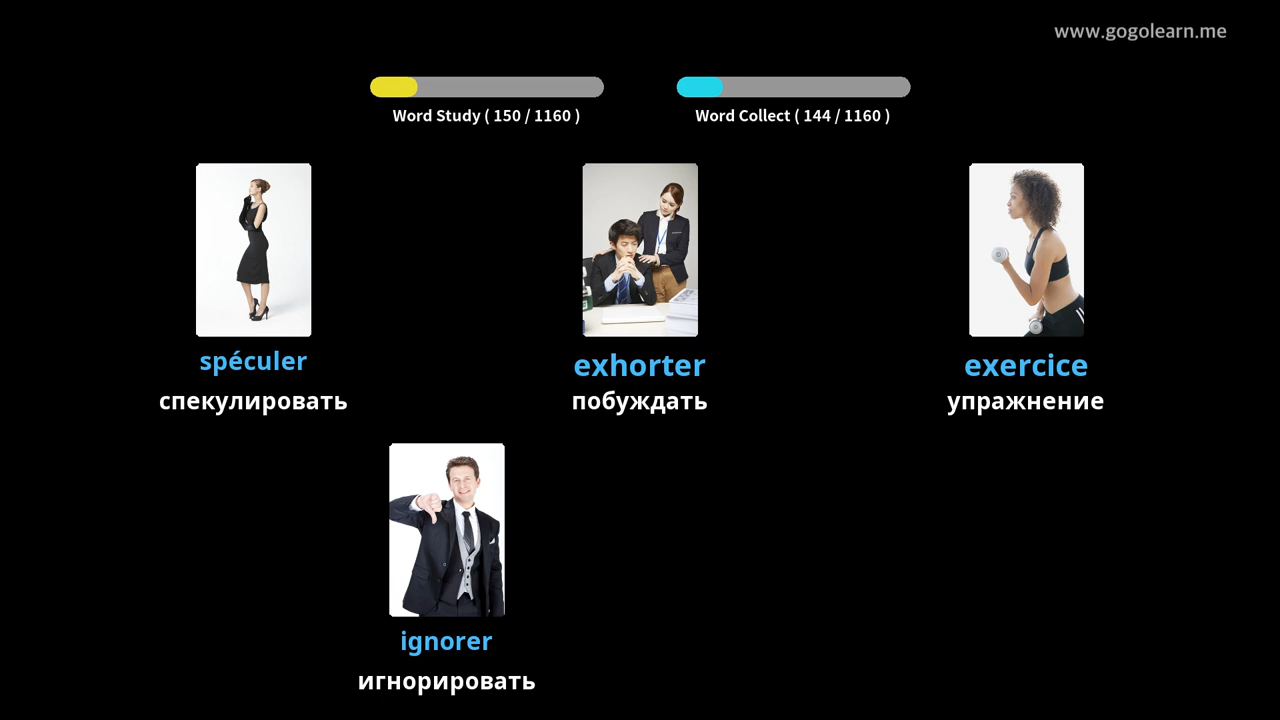 www.gogolearn.me
Word Study ( 150 / 1160 )
Word Collect ( 144 / 1160 )
spéculer
спекулировать
exhorter
побуждать
exercice
упражнение
ignorer
игнорировать